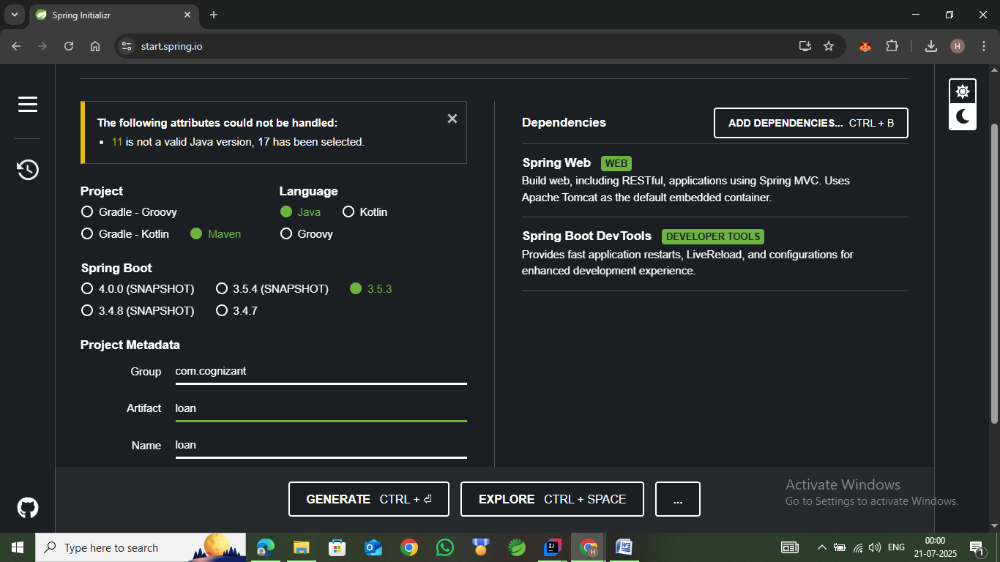 Spring Initializr
start.spring.io
H
The following attributes could not be handled:
11 is not a valid Java version, 17 has been selected.
Project
Gradle - Groovy
Gradle - Kotlin
Maven
Language
Java
Kotlin
Groovy
Spring Boot
4.0.0 (SNAPSHOT)
3.5.4 (SNAPSHOT)
3.5.3
3.4.8 (SNAPSHOT)
3.4.7
Project Metadata
Group com.cognizant
Artifact loan
Name loan
Dependencies
ADD DEPENDENCIES... CTRL + B
Spring Web WEB
Build web, including RESTful, applications using Spring MVC. Uses
Apache Tomcat as the default embedded container.
Spring Boot DevTools DEVELOPER TOOLS
Provides fast application restarts, LiveReload, and configurations for
enhanced development experience.
GENERATE CTRL + ⏎
EXPLORE CTRL + SPACE
...
Activate Windows
Go to Settings to activate Windows.
Type here to search
ENG
00:00
21-07-2025
1